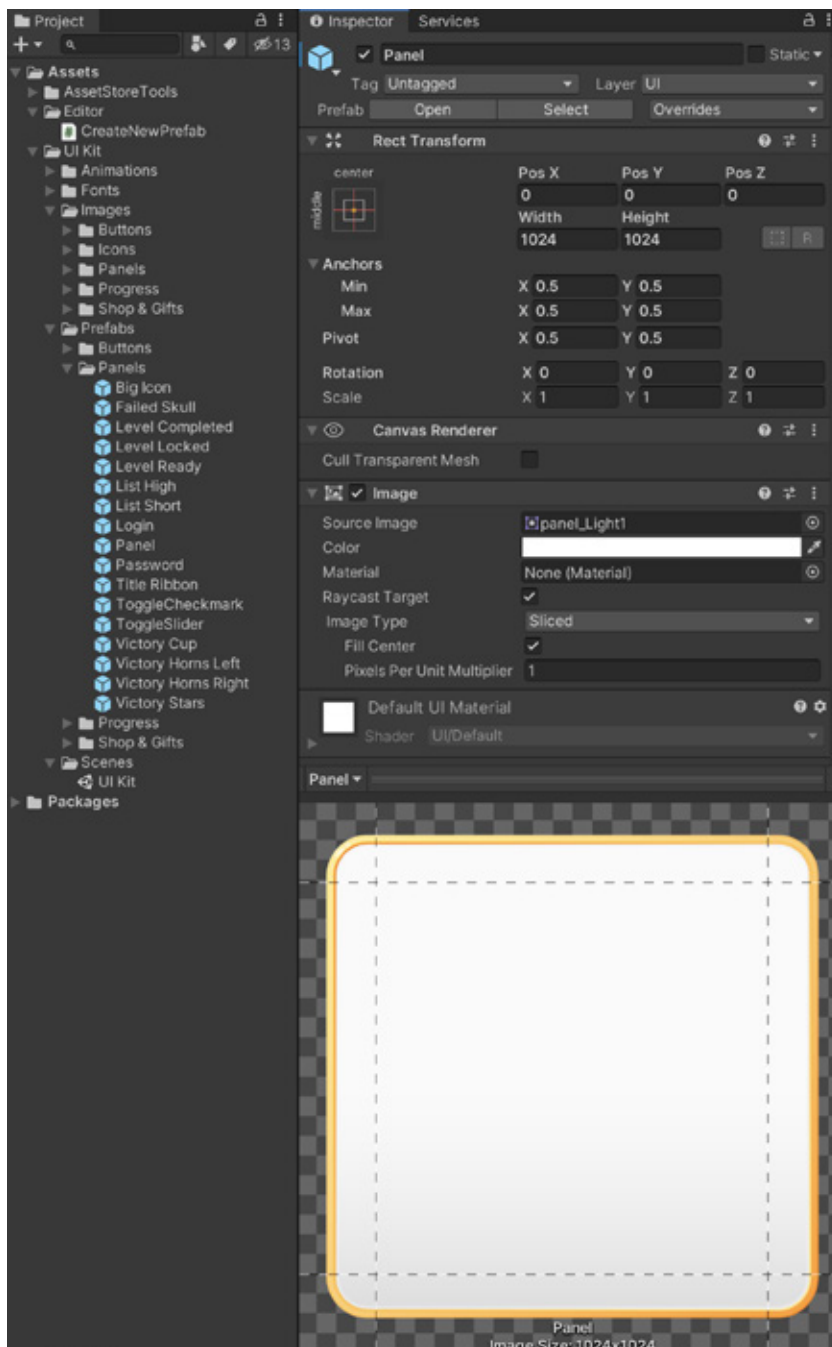 Project
13
Assets
AssetStoreTools
Editor
CreateNewPrefab
UI Kit
Animations
Fonts
Images
Buttons
Icons
Panels
Progress
Shop & Gifts
Prefabs
Buttons
Panels
Big Icon
Failed Skull
Level Completed
Level Locked
Level Ready
List High
List Short
Login
Panel
Password
Title Ribbon
ToggleCheckmark
ToggleSlider
Victory Cup
Victory Horns Left
Victory Horns Right
Victory Stars
Progress
Shop & Gifts
Scenes
UI Kit
Packages
Inspector Services
Panel Static
Tag Untagged Layer UI
Prefab Open Select Overrides
Rect Transform
center Pos X Pos Y Pos Z
middle 0 0 0
Width Height
1024 1024 R
Anchors
Min X 0.5 Y 0.5
Max X 0.5 Y 0.5
Pivot X 0.5 Y 0.5
Rotation X 0 Y 0 Z 0
Scale X 1 Y 1 Z 1
Canvas Renderer
Cull Transparent Mesh
Image
Source Image panel_Light1
Color
Material None (Material)
Raycast Target
Image Type Sliced
Fill Center
Pixels Per Unit Multiplier 1
Default UI Material
Shader UI/Default
Panel
Panel
Image Size: 1024x1024